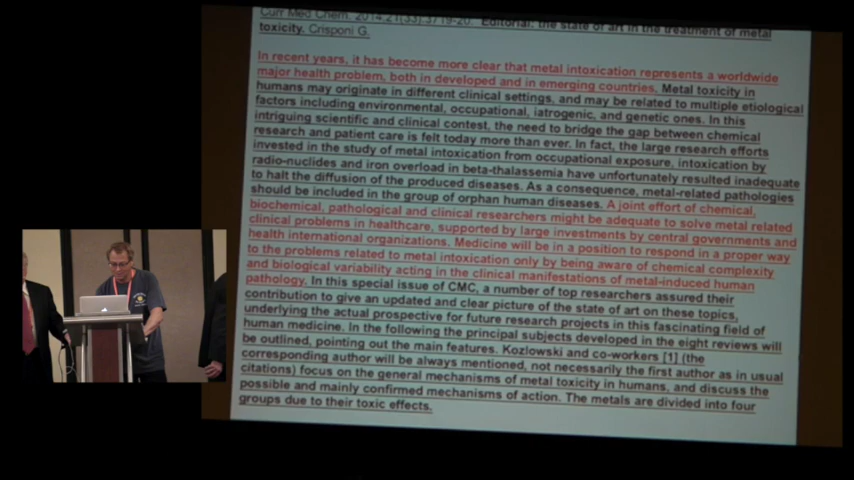 Curr Med Chem. 2014;21(33):3719-20. Editorial: the state of art in the treatment of metal
toxicity. Crisponi G.
In recent years, it has become more clear that metal intoxication represents a worldwide
major health problem, both in developed and in emerging countries. Metal toxicity in
humans may originate in different clinical settings, and may be related to multiple etiological
factors including environmental, occupational, iatrogenic, and genetic ones. In this
intriguing scientific and clinical contest, the need to bridge the gap between chemical
research and patient care is felt today more than ever. In fact, the large research efforts
invested in the study of metal intoxication from occupational exposure, intoxication by
radio-nuclides and iron overload in beta-thalassemia have unfortunately resulted inadequate
to halt the diffusion of the produced diseases. As a consequence, metal-related pathologies
should be included in the group of orphan human diseases. A joint effort of chemical,
biochemical, pathological and clinical researchers might be adequate to solve metal related
clinical problems in healthcare, supported by large investments by central governments and
health international organizations. Medicine will be in a position to respond in a proper way
to the problems related to metal intoxication only by being aware of chemical complexity
and biological variability acting in the clinical manifestations of metal-induced human
pathology. In this special issue of CMC, a number of top researchers assured their
contribution to give an updated and clear picture of the state of art on these topics,
underlying the actual prospective for future research projects in this fascinating field of
human medicine. In the following the principal subjects developed in the eight reviews will
be outlined, pointing out the main features. Kozlowski and co-workers [1] (the
corresponding author will be always mentioned, not necessarily the first author as in usual
citations) focus on the general mechanisms of metal toxicity in humans, and discuss the
possible and mainly confirmed mechanisms of action. The metals are divided into four
groups due to their toxic effects.